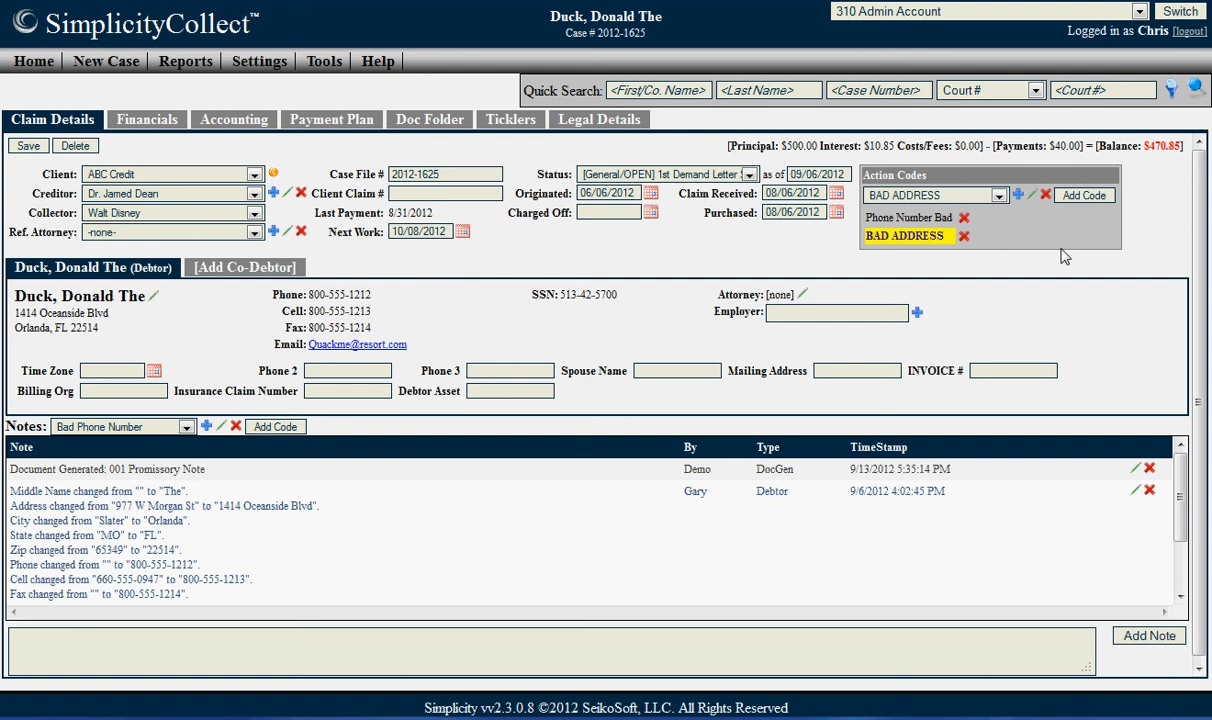 SimplicityCollect™
Duck, Donald The
Case # 2012-1625
310 Admin Account
Switch
Logged in as Chris [logout]
Home New Case Reports Settings Tools Help
Quick Search: <First/Co. Name> <Last Name> <Case Number> Court # <Court#>
Claim Details Financials Accounting Payment Plan Doc Folder Ticklers Legal Details
Save Delete
[Principal: $500.00 Interest: $10.85 Costs/Fees: $0.00] - [Payments: $40.00] = [Balance: $470.85]
Client: ABC Credit
Creditor: Dr. Jamed Dean
Collector: Walt Disney
Ref. Attorney: -none-
Case File # 2012-1625
Client Claim #
Last Payment: 8/31/2012
Next Work: 10/08/2012
Status: [General/OPEN] 1st Demand Letter as of 09/06/2012
Originated: 06/06/2012 Claim Received: 08/06/2012
Charged Off: Purchased: 08/06/2012
Action Codes
BAD ADDRESS Add Code
Phone Number Bad
BAD ADDRESS
Duck, Donald The (Debtor) [Add Co-Debtor]
Duck, Donald The
1414 Oceanside Blvd
Orlanda, FL 22514
Phone: 800-555-1212
Cell: 800-555-1213
Fax: 800-555-1214
Email: Quackme@resort.com
SSN: 513-42-5700
Attorney: [none]
Employer:
Time Zone Phone 2 Phone 3 Spouse Name Mailing Address INVOICE #
Billing Org Insurance Claim Number Debtor Asset
Notes: Bad Phone Number Add Code
Note By Type TimeStamp
Document Generated: 001 Promissory Note Demo DocGen 9/13/2012 5:35:14 PM
Middle Name changed from "" to "The". Gary Debtor 9/6/2012 4:02:45 PM
Address changed from "977 W Morgan St" to "1414 Oceanside Blvd".
City changed from "Slater" to "Orlanda".
State changed from "MO" to "FL".
Zip changed from "65349" to "22514".
Phone changed from "" to "800-555-1212".
Cell changed from "660-555-0947" to "800-555-1213".
Fax changed from "" to "800-555-1214".
Add Note
Simplicity vv2.3.0.8 ©2012 SeikoSoft, LLC. All Rights Reserved